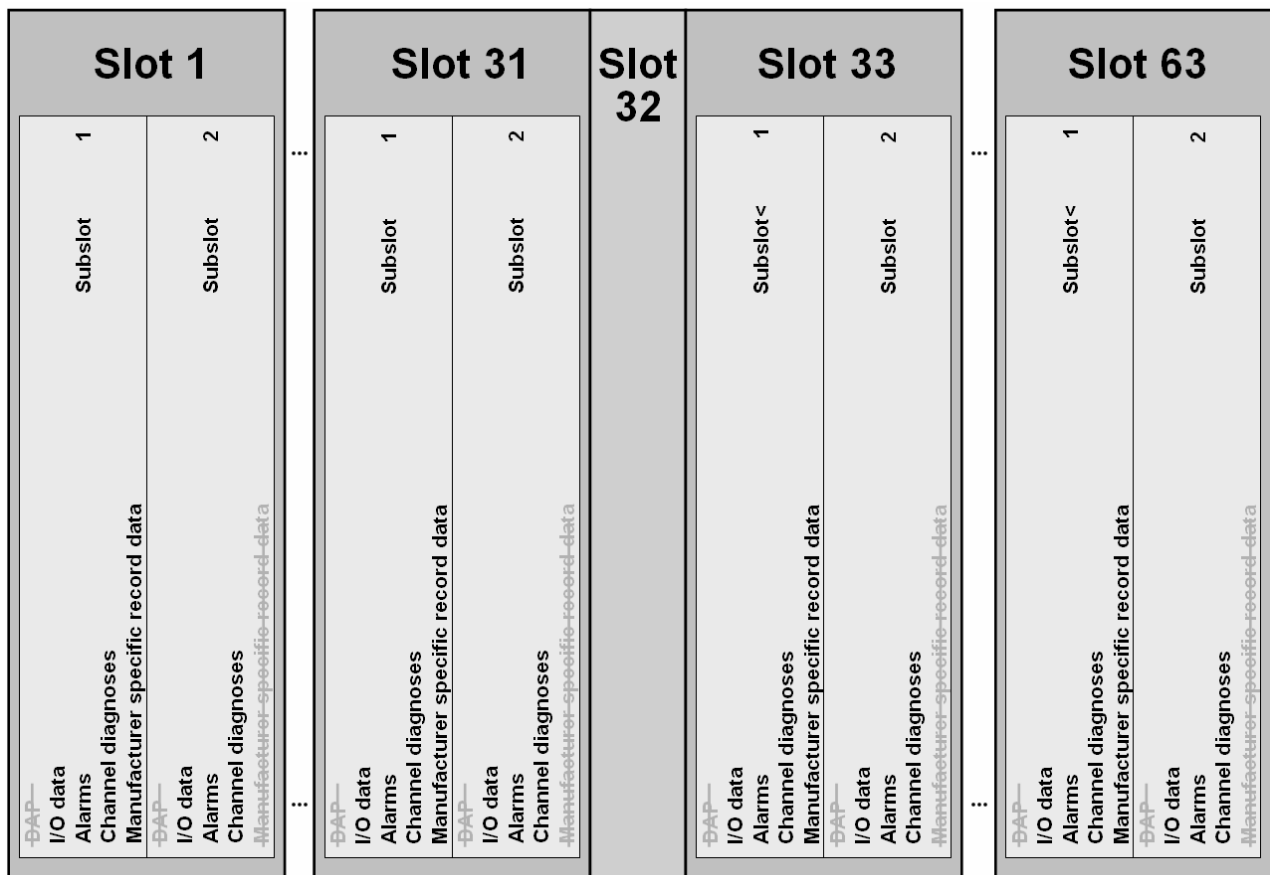 Slot 1
1
2
Subslot
Subslot
DAP
I/O data
Alarms
Channel diagnoses
Manufacturer specific record data
DAP
I/O data
Alarms
Channel diagnoses
Manufacturer specific record data
...
...
Slot 31
1
2
Subslot
Subslot
DAP
I/O data
Alarms
Channel diagnoses
Manufacturer specific record data
DAP
I/O data
Alarms
Channel diagnoses
Manufacturer specific record data
Slot
32
Slot 33
1
2
Subslot<
Subslot
DAP
I/O data
Alarms
Channel diagnoses
Manufacturer specific record data
DAP
I/O data
Alarms
Channel diagnoses
Manufacturer specific record data
...
...
Slot 63
1
2
Subslot<
Subslot
DAP
I/O data
Alarms
Channel diagnoses
Manufacturer specific record data
DAP
I/O data
Alarms
Channel diagnoses
Manufacturer specific record data